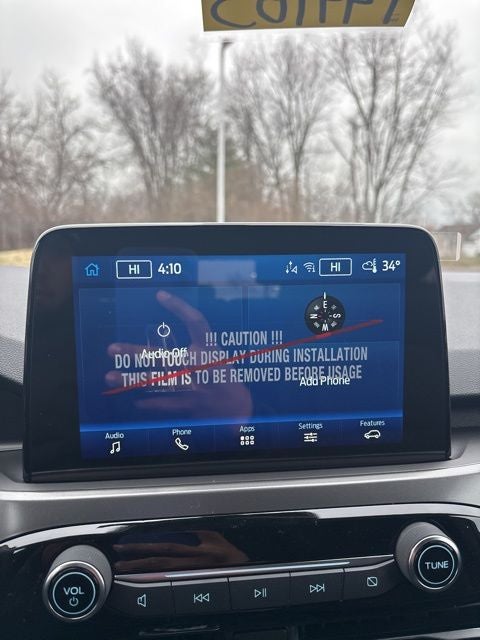 HI 4:10 HI 34°
E
N S
W
!!! CAUTION !!!
Audio Off
DO NOT TOUCH DISPLAY DURING INSTALLATION
THIS FILM IS TO BE REMOVED BEFORE USAGE
Add Phone
Audio Phone Apps Settings Features
VOL TUNE